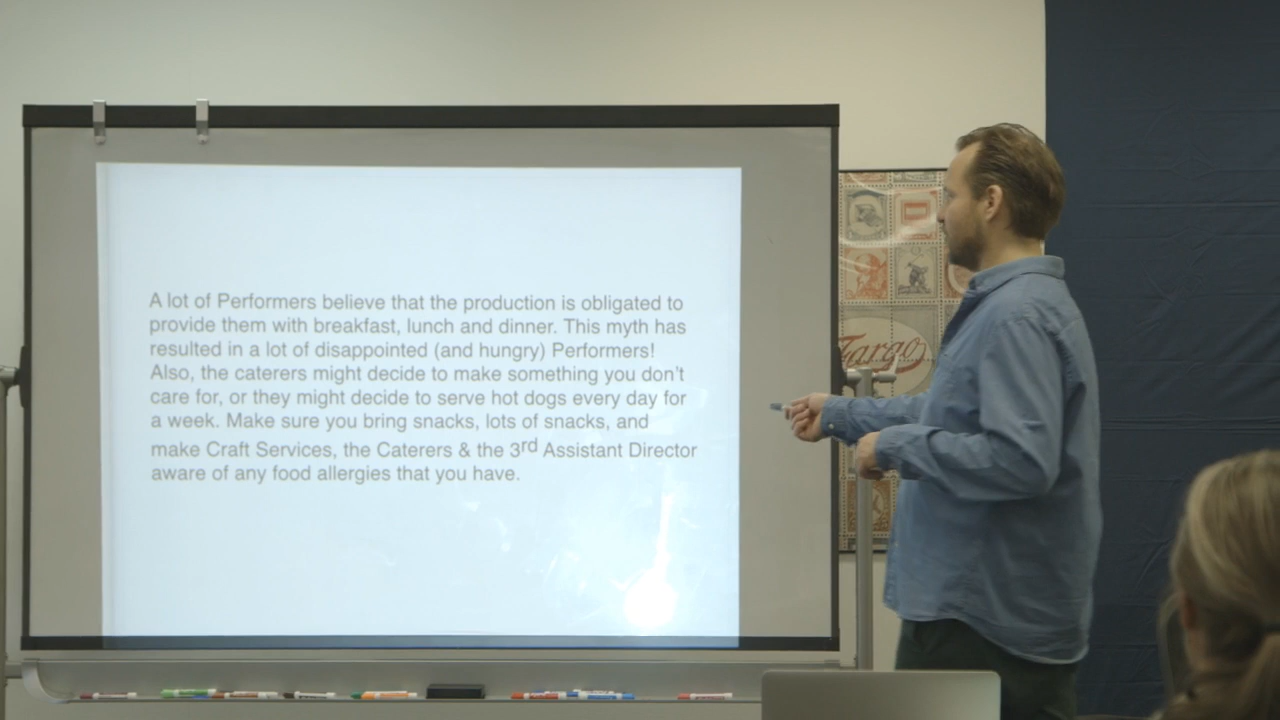 A lot of Performers believe that the production is obligated to
provide them with breakfast, lunch and dinner. This myth has
resulted in a lot of disappointed (and hungry) Performers!
Also, the caterers might decide to make something you don't
care for, or they might decide to serve hot dogs every day for
a week. Make sure you bring snacks, lots of snacks, and
make Craft Services, the Caterers & the 3rd Assistant Director
aware of any food allergies that you have.
Fargo